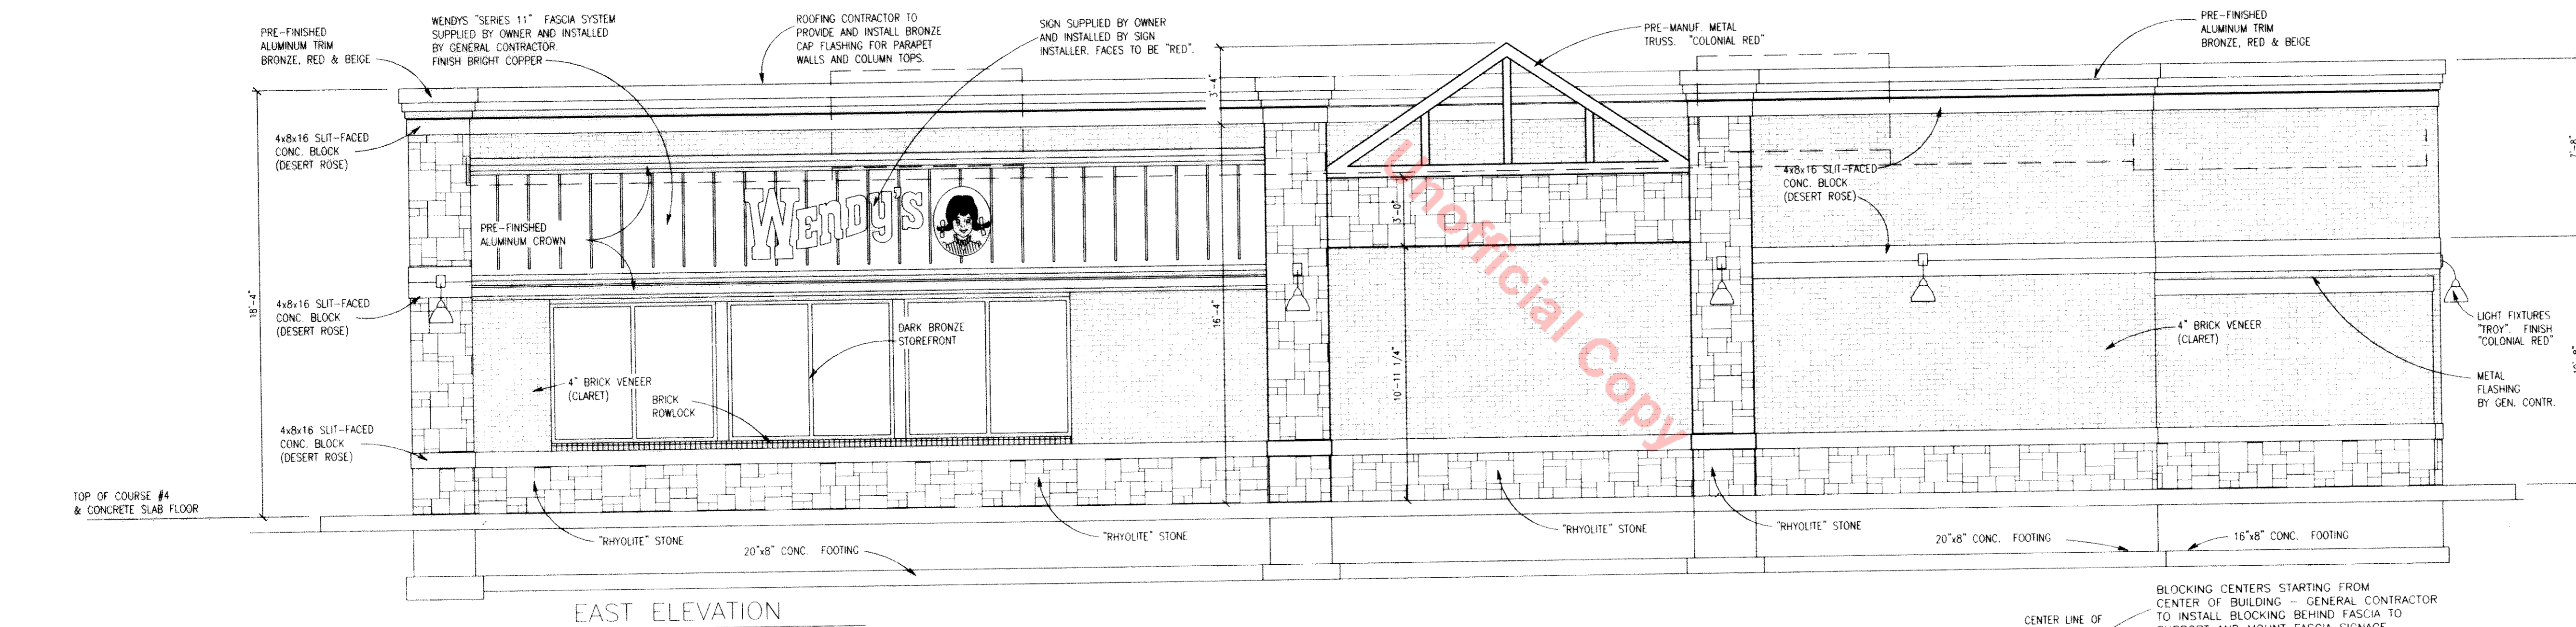 PRE-FINISHED
ALUMINUM TRIM
BRONZE, RED & BEIGE
WENDYS "SERIES 11" FASCIA SYSTEM
SUPPLIED BY OWNER AND INSTALLED
BY GENERAL CONTRACTOR.
FINISH BRIGHT COPPER
ROOFING CONTRACTOR TO
PROVIDE AND INSTALL BRONZE
CAP FLASHING FOR PARAPET
WALLS AND COLUMN TOPS.
SIGN SUPPLIED BY OWNER
AND INSTALLED BY SIGN
INSTALLER. FACES TO BE "RED".
PRE-MANUF. METAL
TRUSS. "COLONIAL RED"
PRE-FINISHED
ALUMINUM TRIM
BRONZE, RED & BEIGE
3'-4"
4x8x16 SLIT-FACED
CONC. BLOCK
(DESERT ROSE)
4x8x16 SLIT-FACED
CONC. BLOCK
(DESERT ROSE)
7'-8"
WENDY'S
PRE-FINISHED
ALUMINUM CROWN
3'-0"
Unofficial Copy
18'-4"
4x8x16 SLIT-FACED
CONC. BLOCK
(DESERT ROSE)
16'-4"
10'-11 1/4"
DARK BRONZE
STOREFRONT
4" BRICK VENEER
(CLARET)
LIGHT FIXTURES
"TROY". FINISH
"COLONIAL RED"
4" BRICK VENEER
(CLARET)
BRICK
ROWLOCK
METAL
FLASHING
BY GEN. CONTR.
4x8x16 SLIT-FACED
CONC. BLOCK
(DESERT ROSE)
TOP OF COURSE #4
& CONCRETE SLAB FLOOR
"RHYOLITE" STONE
"RHYOLITE" STONE
"RHYOLITE" STONE
"RHYOLITE" STONE
20"x8" CONC. FOOTING
20"x8" CONC. FOOTING
16"x8" CONC. FOOTING
EAST ELEVATION
CENTER LINE OF
BLOCKING CENTERS STARTING FROM
CENTER OF BUILDING - GENERAL CONTRACTOR
TO INSTALL BLOCKING BEHIND FASCIA TO
SUPPORT AND MOUNT FASCIA SIGNAGE